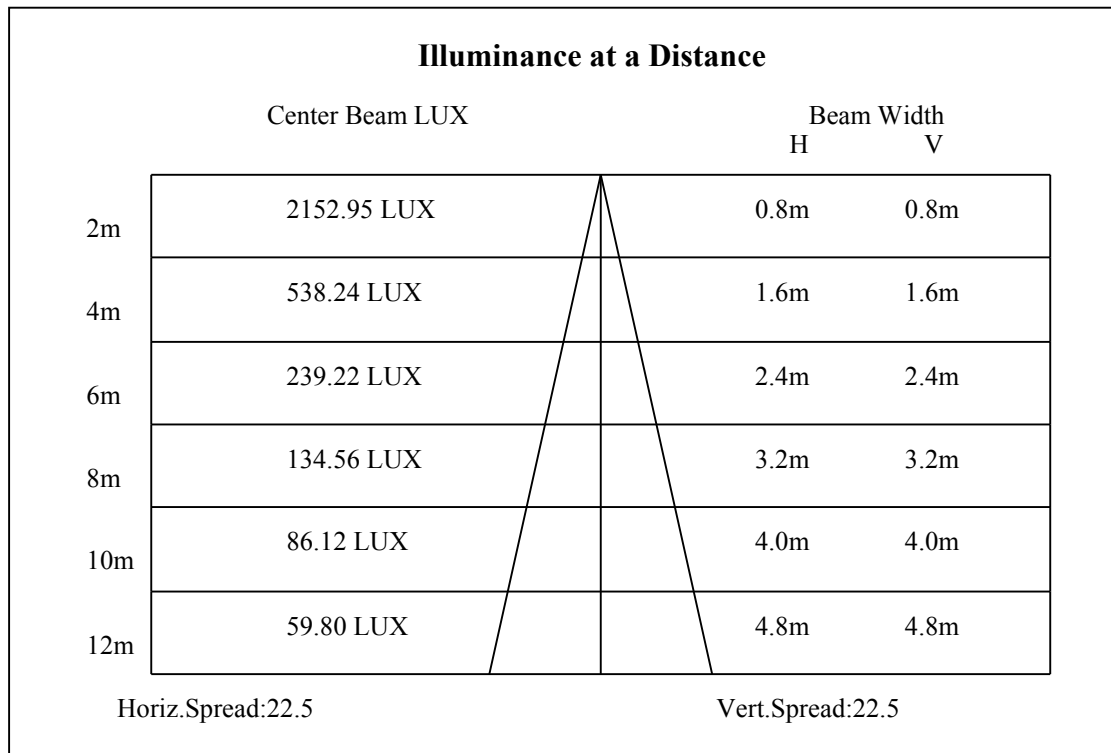 Illuminance at a Distance
Center Beam LUX Beam Width
H V
2152.95 LUX 0.8m 0.8m
2m
538.24 LUX 1.6m 1.6m
4m
239.22 LUX 2.4m 2.4m
6m
134.56 LUX 3.2m 3.2m
8m
86.12 LUX 4.0m 4.0m
10m
59.80 LUX 4.8m 4.8m
12m
Horiz.Spread:22.5 Vert.Spread:22.5